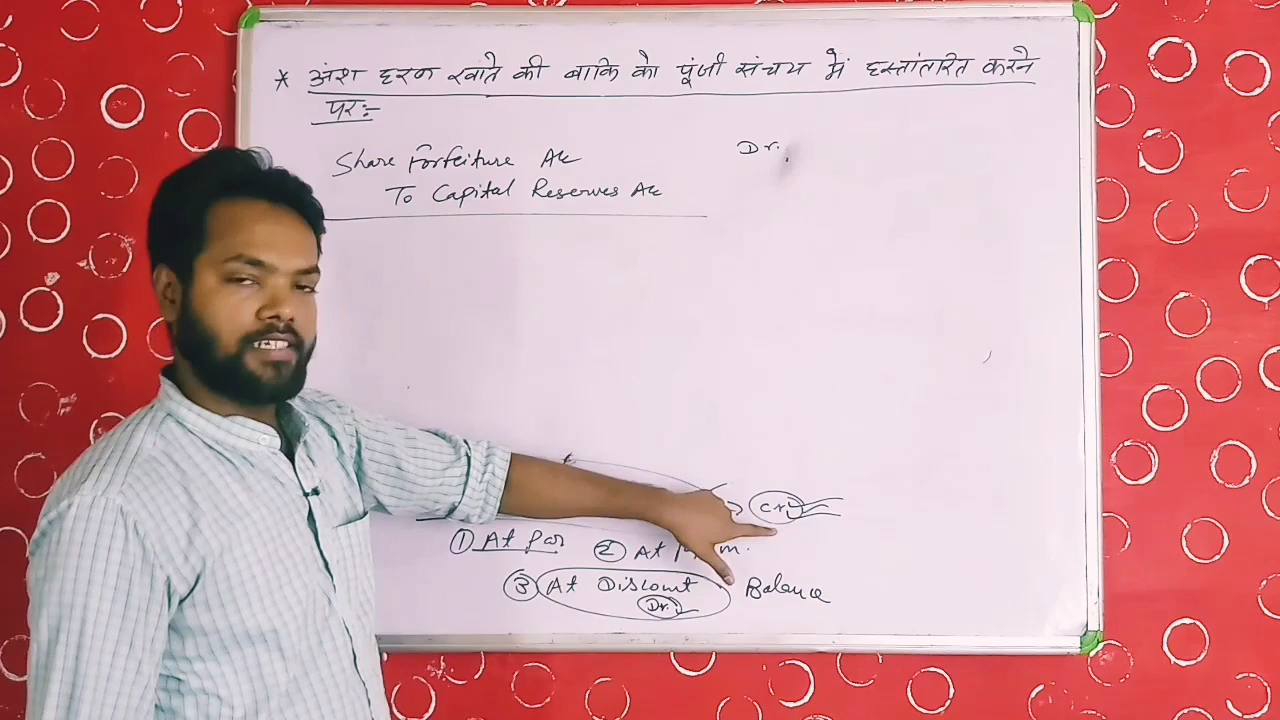 * अंश हरण खाते की बाकि को पूंजी संचय में हस्तांतरित करने
पर:-
Share Forfeiture A/c Dr.
To Capital Reserves A/c
Cr.
① At Par ② At
③ At Discount Balance
Dr.